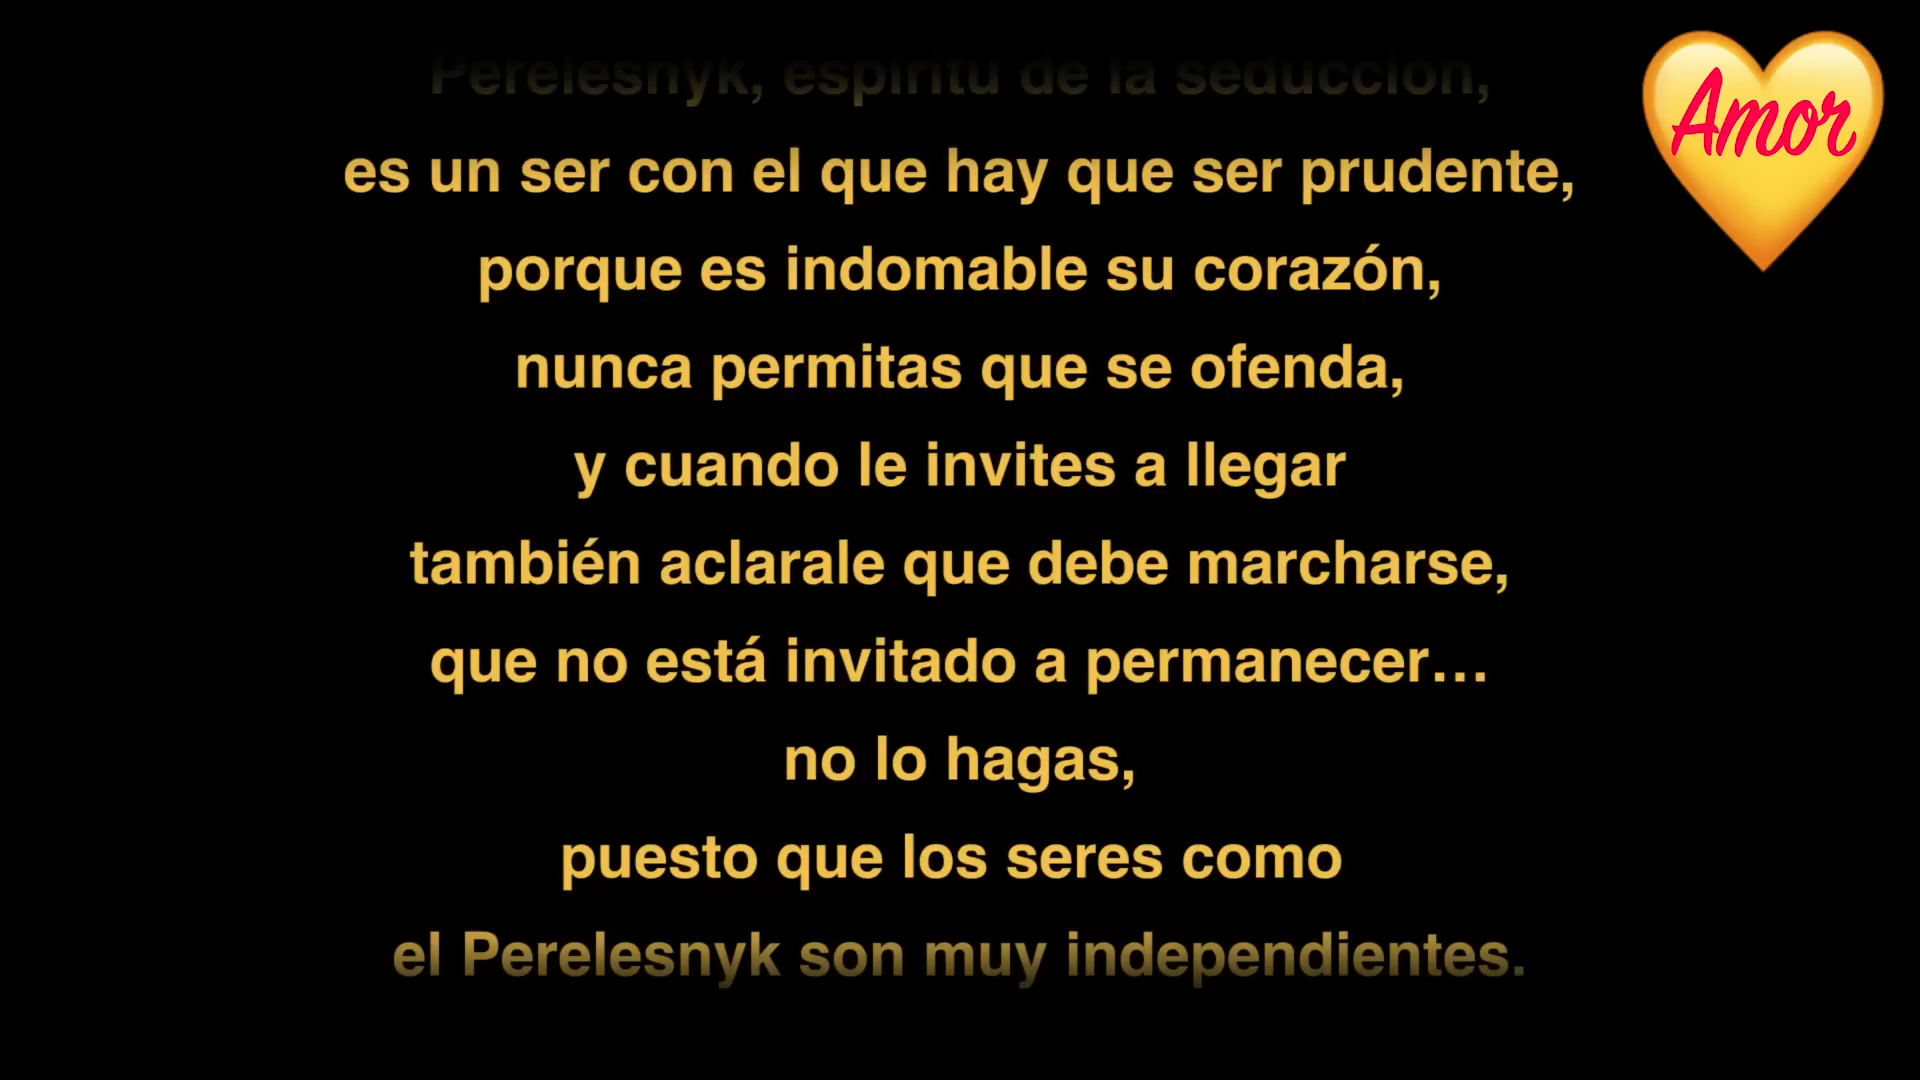 Perelesnyk, espíritu de la seducción,
es un ser con el que hay que ser prudente,
porque es indomable su corazón,
nunca permitas que se ofenda,
y cuando le invites a llegar
también aclarale que debe marcharse,
que no está invitado a permanecer…
no lo hagas,
puesto que los seres como
el Perelesnyk son muy independientes.
Amor